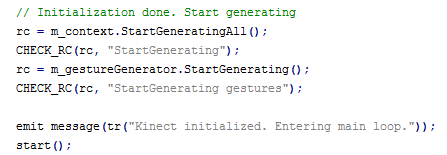 // Initialization done. Start generating
rc = m_context.StartGeneratingAll();
CHECK_RC(rc, "StartGenerating");
rc = m_gestureGenerator.StartGenerating();
CHECK_RC(rc, "StartGenerating gestures");
emit message(tr("Kinect initialized. Entering main loop."));
start();